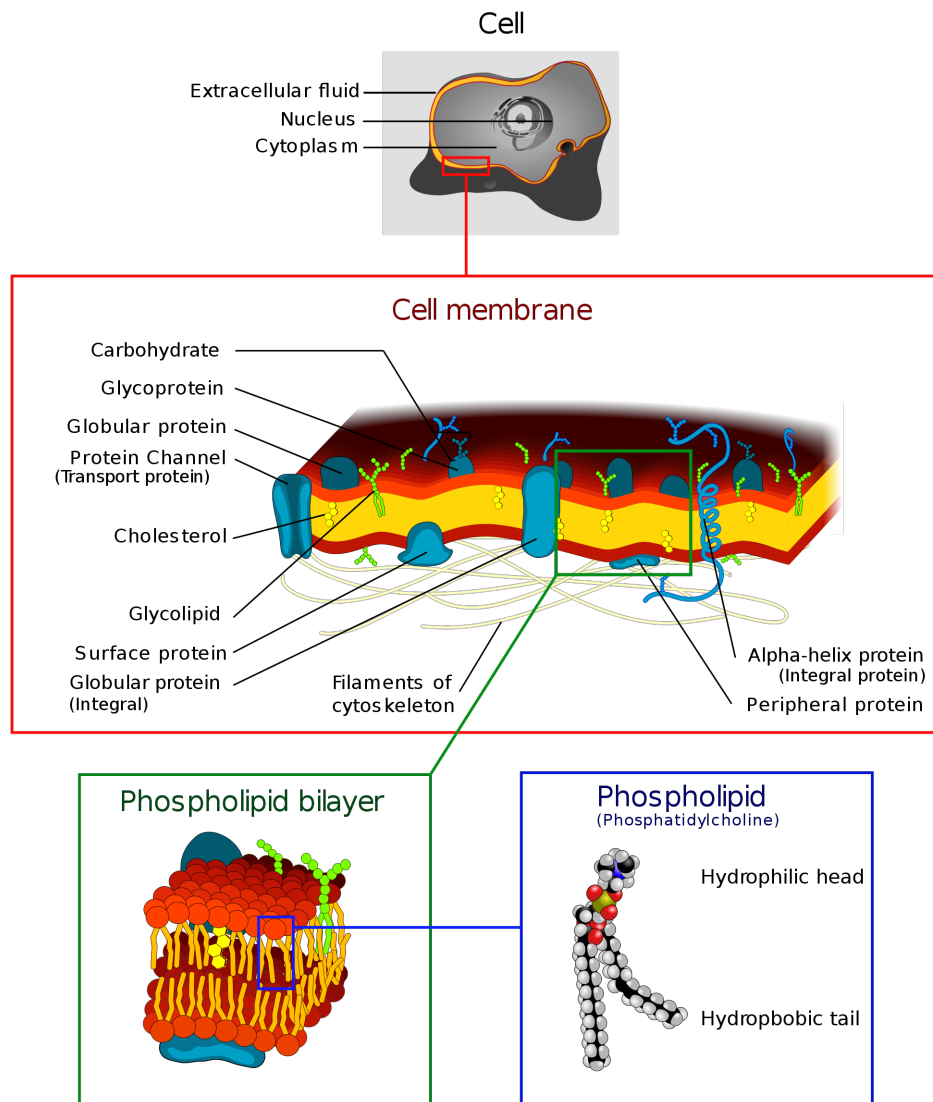 Cell
Extracellular fluid
Nucleus
Cytoplasm
Cell membrane
Carbohydrate
Glycoprotein
Globular protein
Protein Channel
(Transport protein)
Cholesterol
Glycolipid
Surface protein
Globular protein
(Integral)
Filaments of
cytoskeleton
Alpha-helix protein
(Integral protein)
Peripheral protein
Phospholipid bilayer
Phospholipid
(Phosphatidylcholine)
Hydrophilic head
Hydropbobic tail